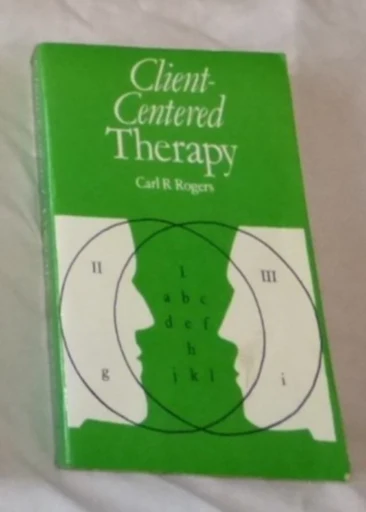 Client-
Centered
Therapy
Carl R Rogers
II I III
a b c
d e f
h
g j k l i